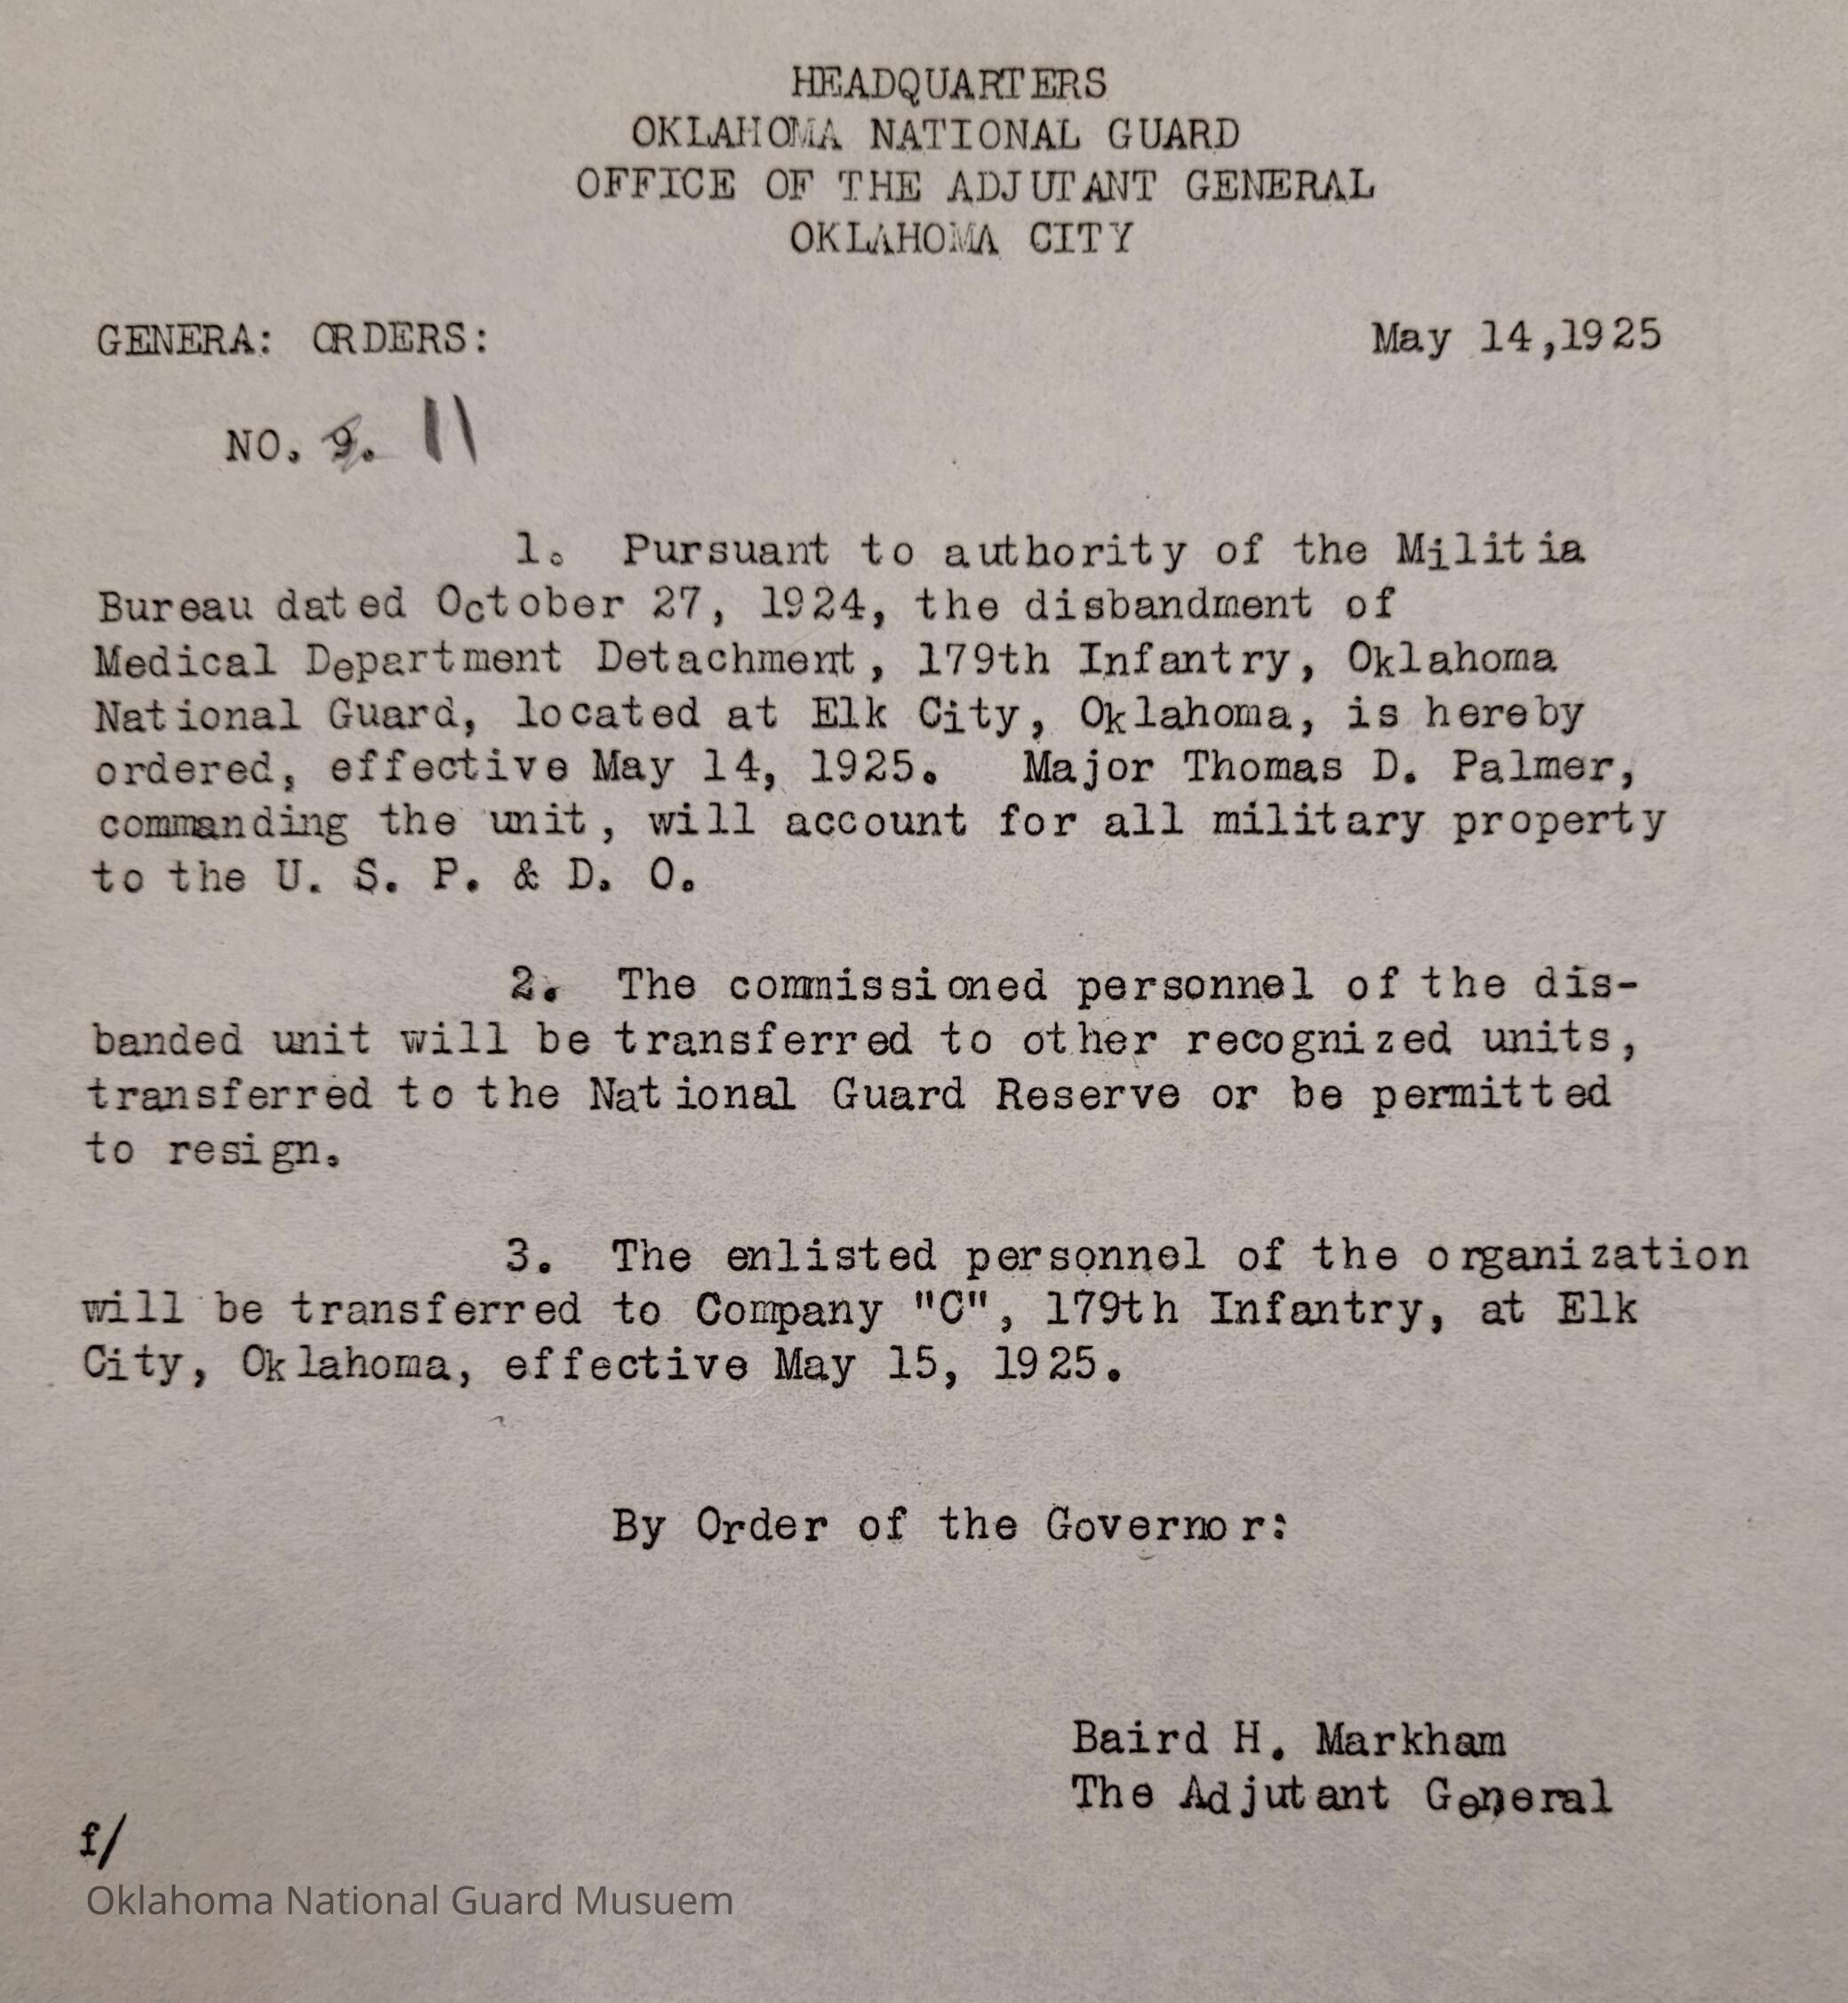 HEADQUARTERS
OKLAHOMA NATIONAL GUARD
OFFICE OF THE ADJUTANT GENERAL
OKLAHOMA CITY
GENERA: ORDERS: May 14,1925
NO. 9. 11
1. Pursuant to authority of the Militia
Bureau dated October 27, 1924, the disbandment of
Medical Department Detachment, 179th Infantry, Oklahoma
National Guard, located at Elk City, Oklahoma, is hereby
ordered, effective May 14, 1925. Major Thomas D. Palmer,
commanding the unit, will account for all military property
to the U. S. P. & D. O.
2. The commissioned personnel of the dis-
banded unit will be transferred to other recognized units,
transferred to the National Guard Reserve or be permitted
to resign.
3. The enlisted personnel of the organization
will be transferred to Company "C", 179th Infantry, at Elk
City, Oklahoma, effective May 15, 1925.
By Order of the Governor:
Baird H. Markham
The Adjutant General
f/
Oklahoma National Guard Musuem